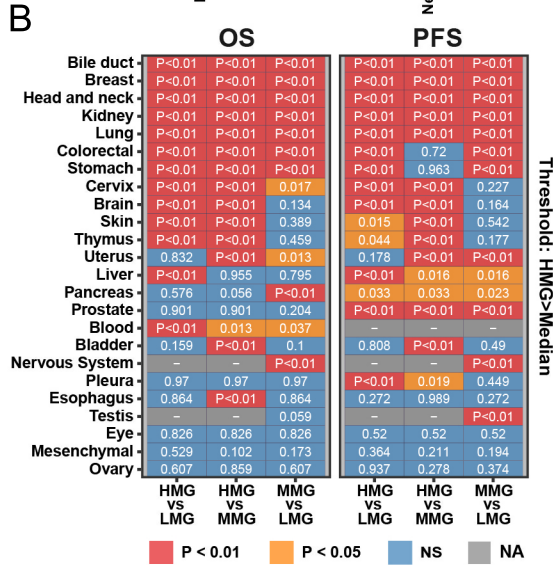 B
OS PFS
Bile duct P<0.01 P<0.01 P<0.01 P<0.01 P<0.01 P<0.01
Breast P<0.01 P<0.01 P<0.01 P<0.01 P<0.01 P<0.01
Head and neck P<0.01 P<0.01 P<0.01 P<0.01 P<0.01 P<0.01
Kidney P<0.01 P<0.01 P<0.01 P<0.01 P<0.01 P<0.01
Lung P<0.01 P<0.01 P<0.01 P<0.01 P<0.01 P<0.01
Colorectal P<0.01 P<0.01 P<0.01 P<0.01 0.72 P<0.01
Stomach P<0.01 P<0.01 P<0.01 P<0.01 0.963 P<0.01
Cervix P<0.01 P<0.01 0.017 P<0.01 P<0.01 0.227
Brain P<0.01 P<0.01 0.134 P<0.01 P<0.01 0.164
Skin P<0.01 P<0.01 0.389 0.015 P<0.01 0.542
Thymus P<0.01 P<0.01 0.459 0.044 P<0.01 0.177
Uterus 0.832 P<0.01 0.013 0.178 P<0.01 P<0.01
Liver P<0.01 0.955 0.795 P<0.01 0.016 0.016
Pancreas 0.576 0.056 P<0.01 0.033 0.033 0.023
Prostate 0.901 0.901 0.204 P<0.01 P<0.01 P<0.01
Blood P<0.01 0.013 0.037 – – –
Bladder 0.159 P<0.01 0.1 0.808 P<0.01 0.49
Nervous System – – P<0.01 – – P<0.01
Pleura 0.97 0.97 0.97 P<0.01 0.019 0.449
Esophagus 0.864 P<0.01 0.864 0.272 0.989 0.272
Testis – – 0.059 – – P<0.01
Eye 0.826 0.826 0.826 0.52 0.52 0.52
Mesenchymal 0.529 0.102 0.173 0.364 0.211 0.194
Ovary 0.607 0.859 0.607 0.937 0.278 0.374
HMG HMG MMG HMG HMG MMG
vs vs vs vs vs vs
LMG MMG LMG LMG MMG LMG
Threshold: HMG>Median
P < 0.01 P < 0.05 NS NA